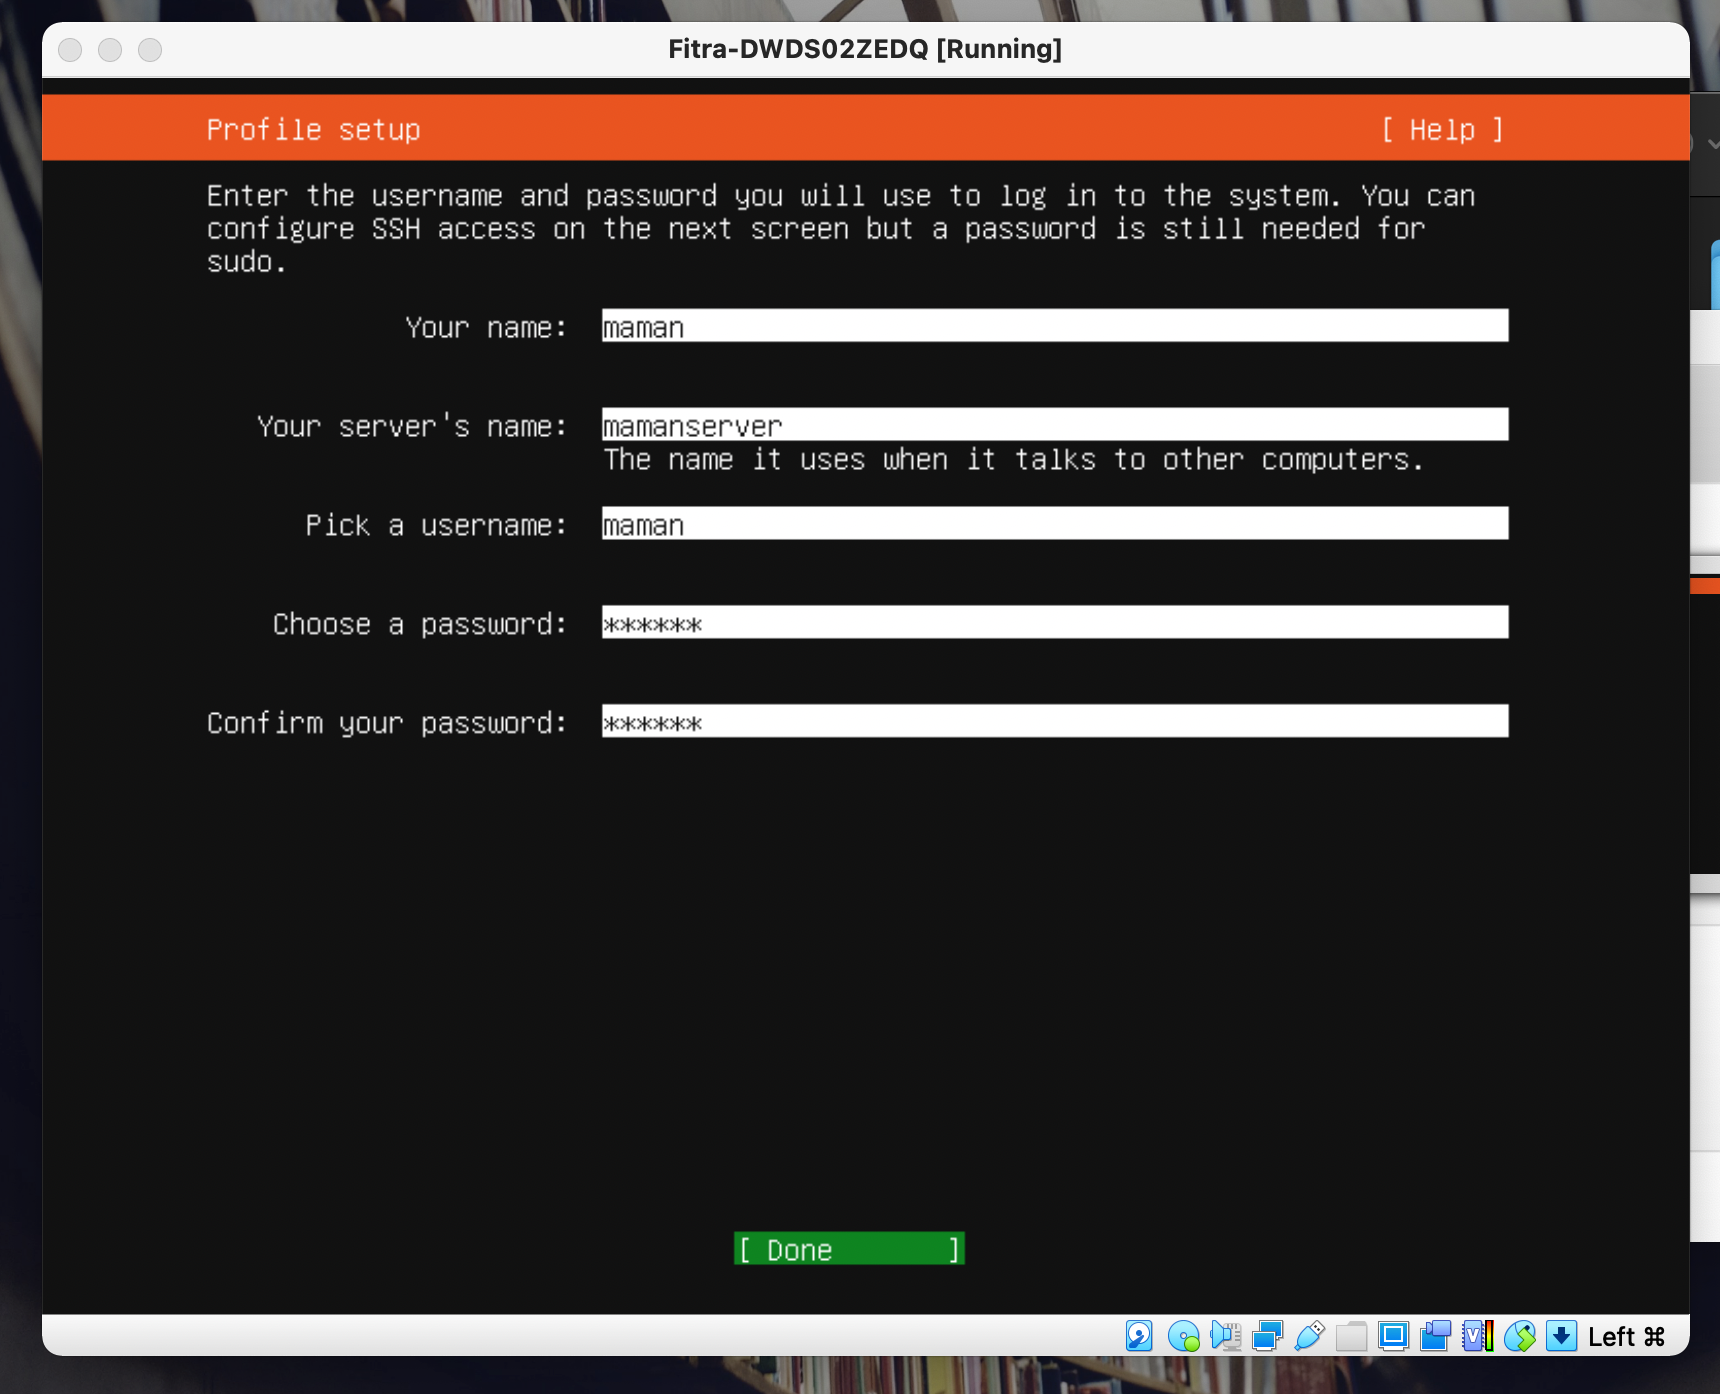 Fitra-DWDS02ZEDQ [Running]
Profile setup [ Help ]
Enter the username and password you will use to log in to the system. You can
configure SSH access on the next screen but a password is still needed for
sudo.
Your name: maman
Your server's name: mamanserver
The name it uses when it talks to other computers.
Pick a username: maman
Choose a password: ******
Confirm your password: ******
[ Done ]
Left ⌘